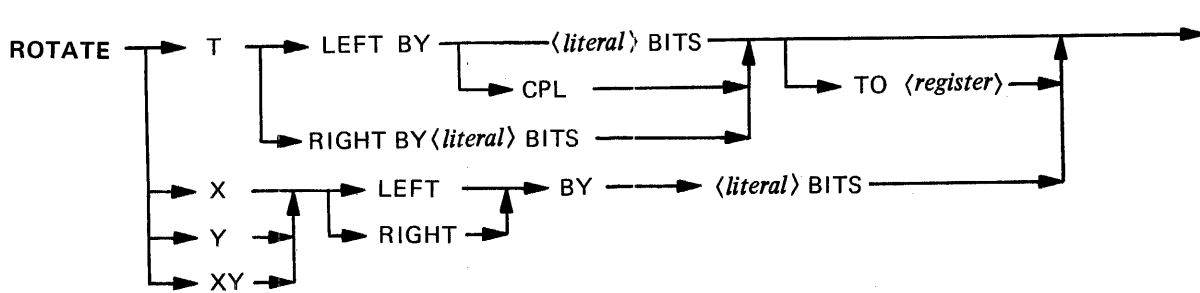 ROTATE T LEFT BY ⟨literal⟩ BITS
CPL TO ⟨register⟩
RIGHT BY ⟨literal⟩ BITS
X LEFT BY ⟨literal⟩ BITS
Y RIGHT
XY